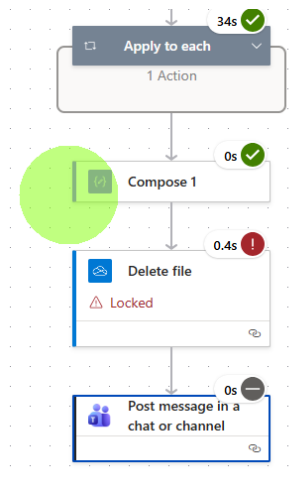 34s
Apply to each
1 Action
0s
Compose 1
0.4s
Delete file
Locked
0s
Post message in a
chat or channel